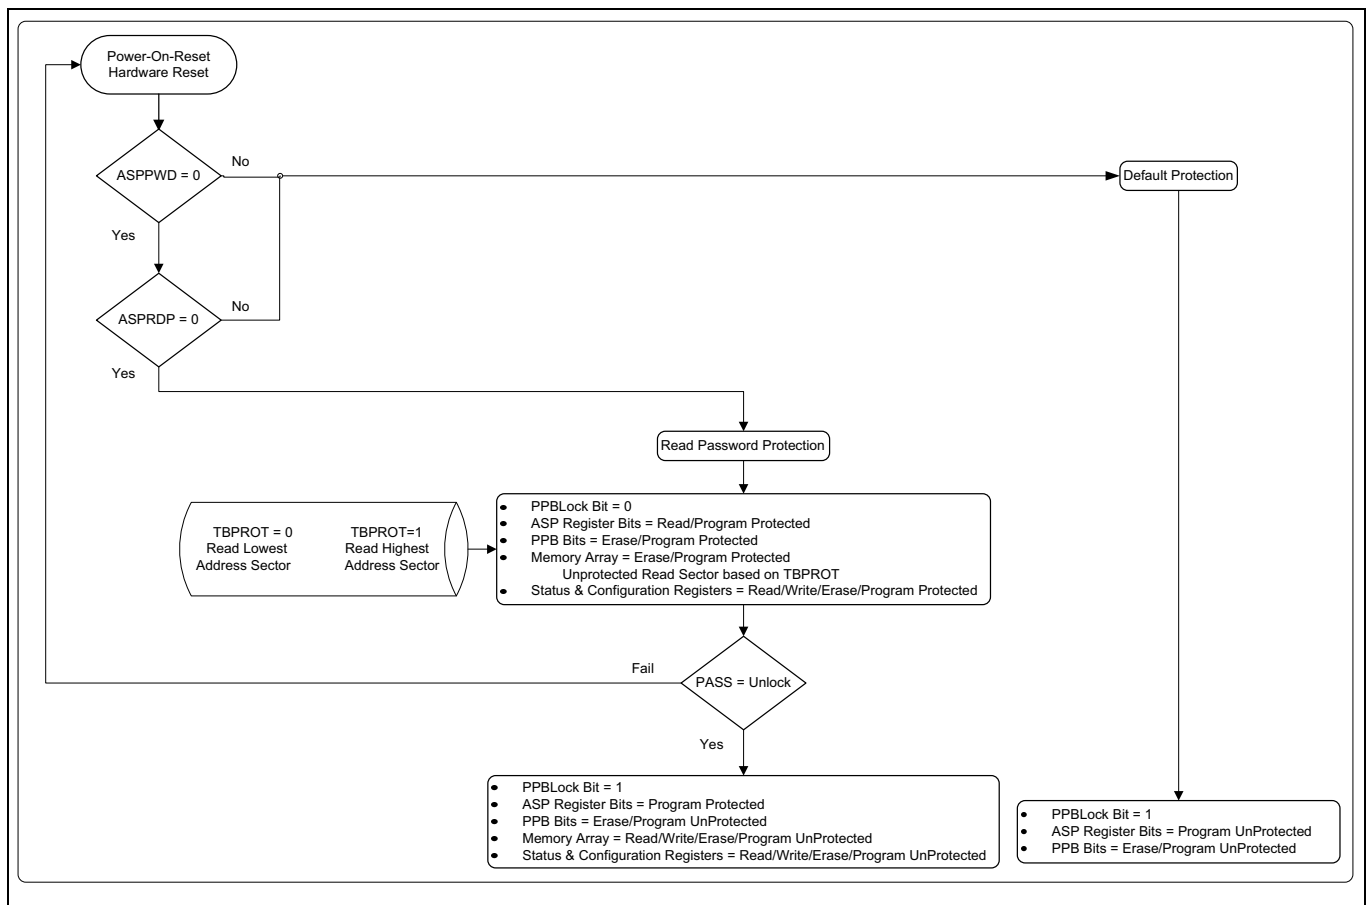 Power-On-Reset
Hardware Reset
No
ASPPWD = 0
Default Protection
Yes
No
ASPRDP = 0
Yes
Read Password Protection
TBPROT = 0
Read Lowest
Address Sector
TBPROT=1
Read Highest
Address Sector
• PPBLock Bit = 0
• ASP Register Bits = Read/Program Protected
• PPB Bits = Erase/Program Protected
• Memory Array = Erase/Program Protected
Unprotected Read Sector based on TBPROT
• Status & Configuration Registers = Read/Write/Erase/Program Protected
Fail
PASS = Unlock
Yes
• PPBLock Bit = 1
• ASP Register Bits = Program Protected
• PPB Bits = Erase/Program UnProtected
• Memory Array = Read/Write/Erase/Program UnProtected
• Status & Configuration Registers = Read/Write/Erase/Program UnProtected
• PPBLock Bit = 1
• ASP Register Bits = Program UnProtected
• PPB Bits = Erase/Program UnProtected